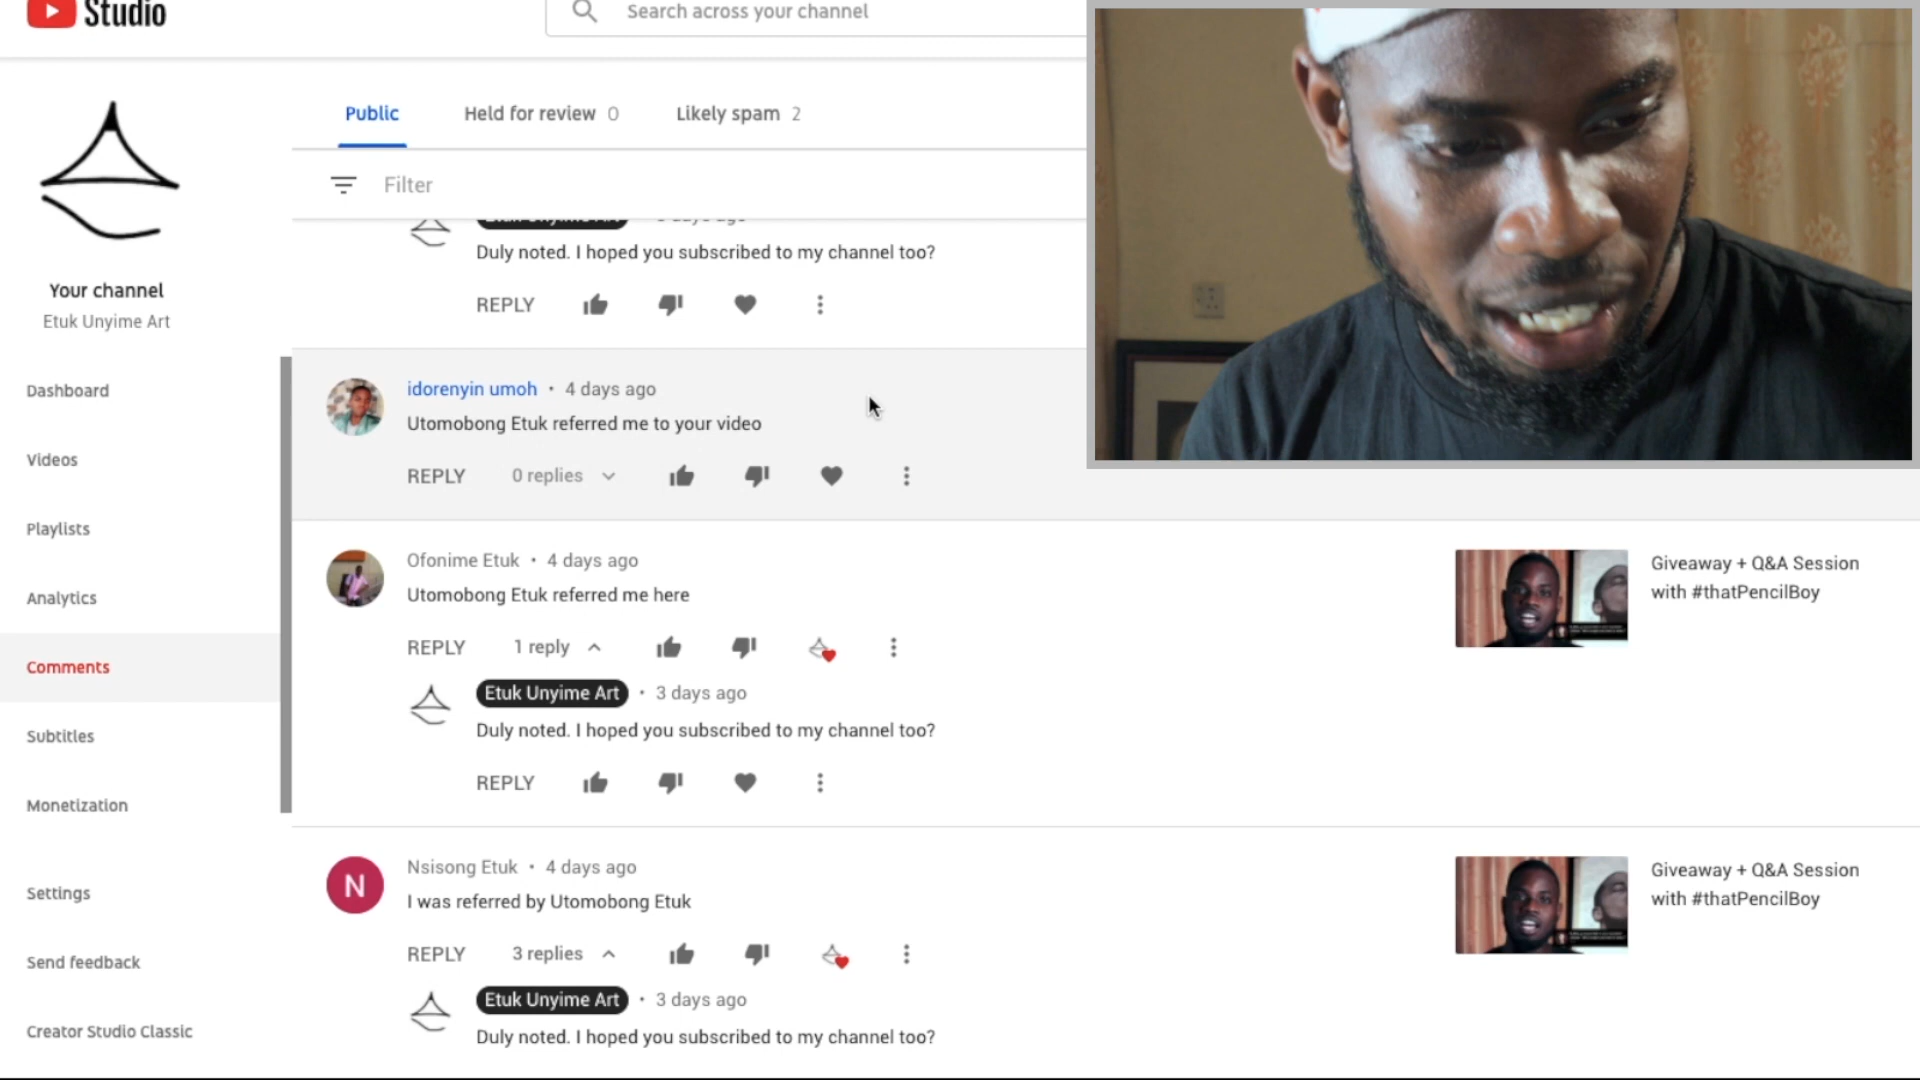 Studio
Search across your channel
Public
Held for review 0
Likely spam 2
Filter
Your channel
Etuk Unyime Art
Dashboard
Videos
Playlists
Analytics
Comments
Subtitles
Monetization
Settings
Send feedback
Creator Studio Classic
Duly noted. I hoped you subscribed to my channel too?
REPLY
idorenyin umoh • 4 days ago
Utomobong Etuk referred me to your video
REPLY 0 replies
Ofonime Etuk • 4 days ago
Utomobong Etuk referred me here
REPLY 1 reply
Etuk Unyime Art • 3 days ago
Duly noted. I hoped you subscribed to my channel too?
REPLY
Giveaway + Q&A Session
with #thatPencilBoy
N
Nsisong Etuk • 4 days ago
I was referred by Utomobong Etuk
REPLY 3 replies
Etuk Unyime Art • 3 days ago
Duly noted. I hoped you subscribed to my channel too?
Giveaway + Q&A Session
with #thatPencilBoy